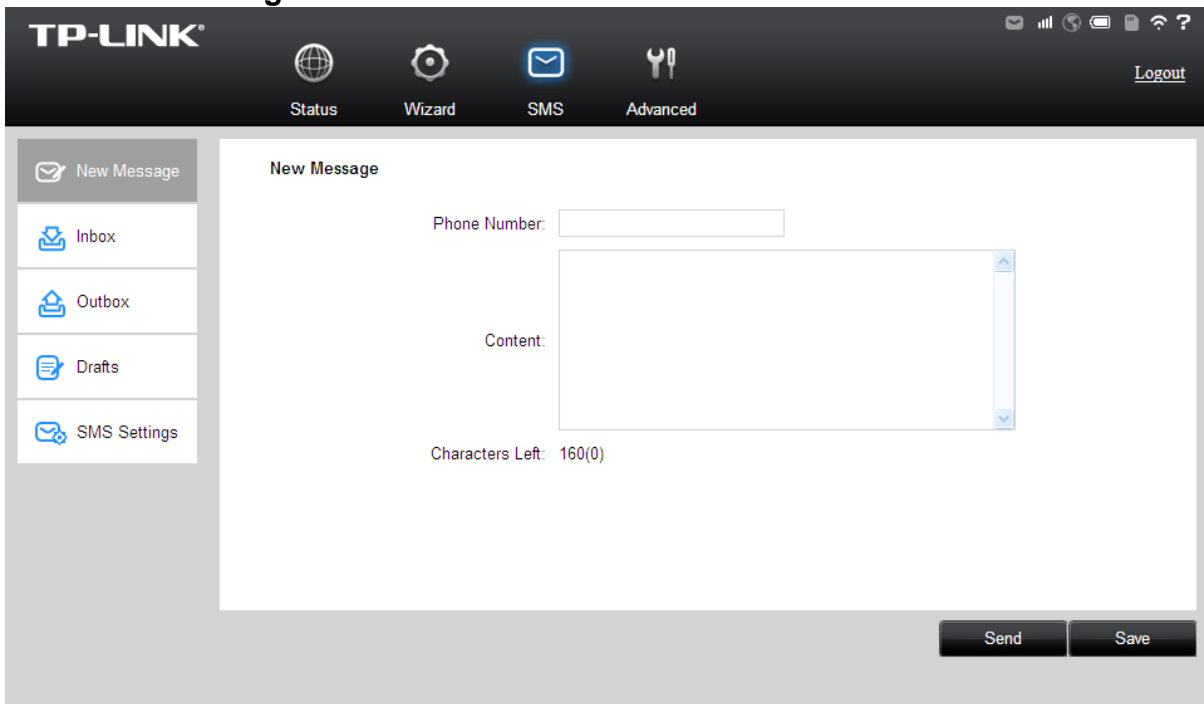 TP-LINK®
?
Logout
Status Wizard SMS Advanced
New Message
Inbox
Outbox
Drafts
SMS Settings
New Message
Phone Number:
Content:
Characters Left: 160(0)
Send Save